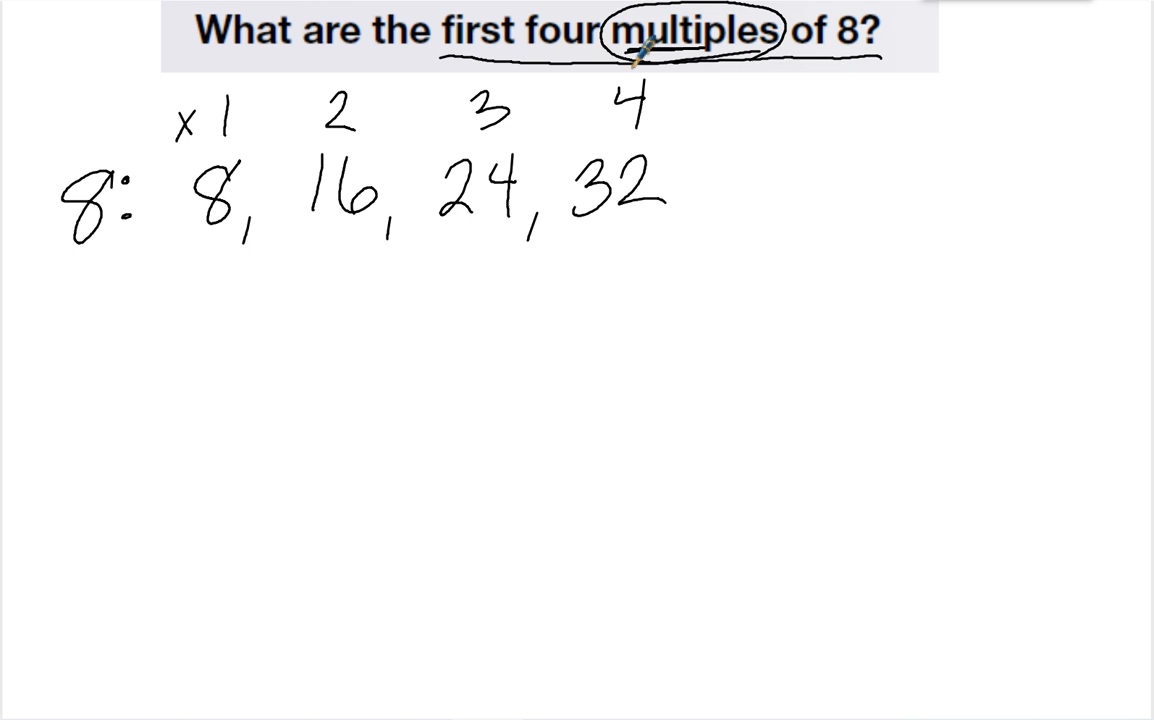 What are the first four multiples of 8?
x 1 2 3 4
8: 8, 16, 24, 32